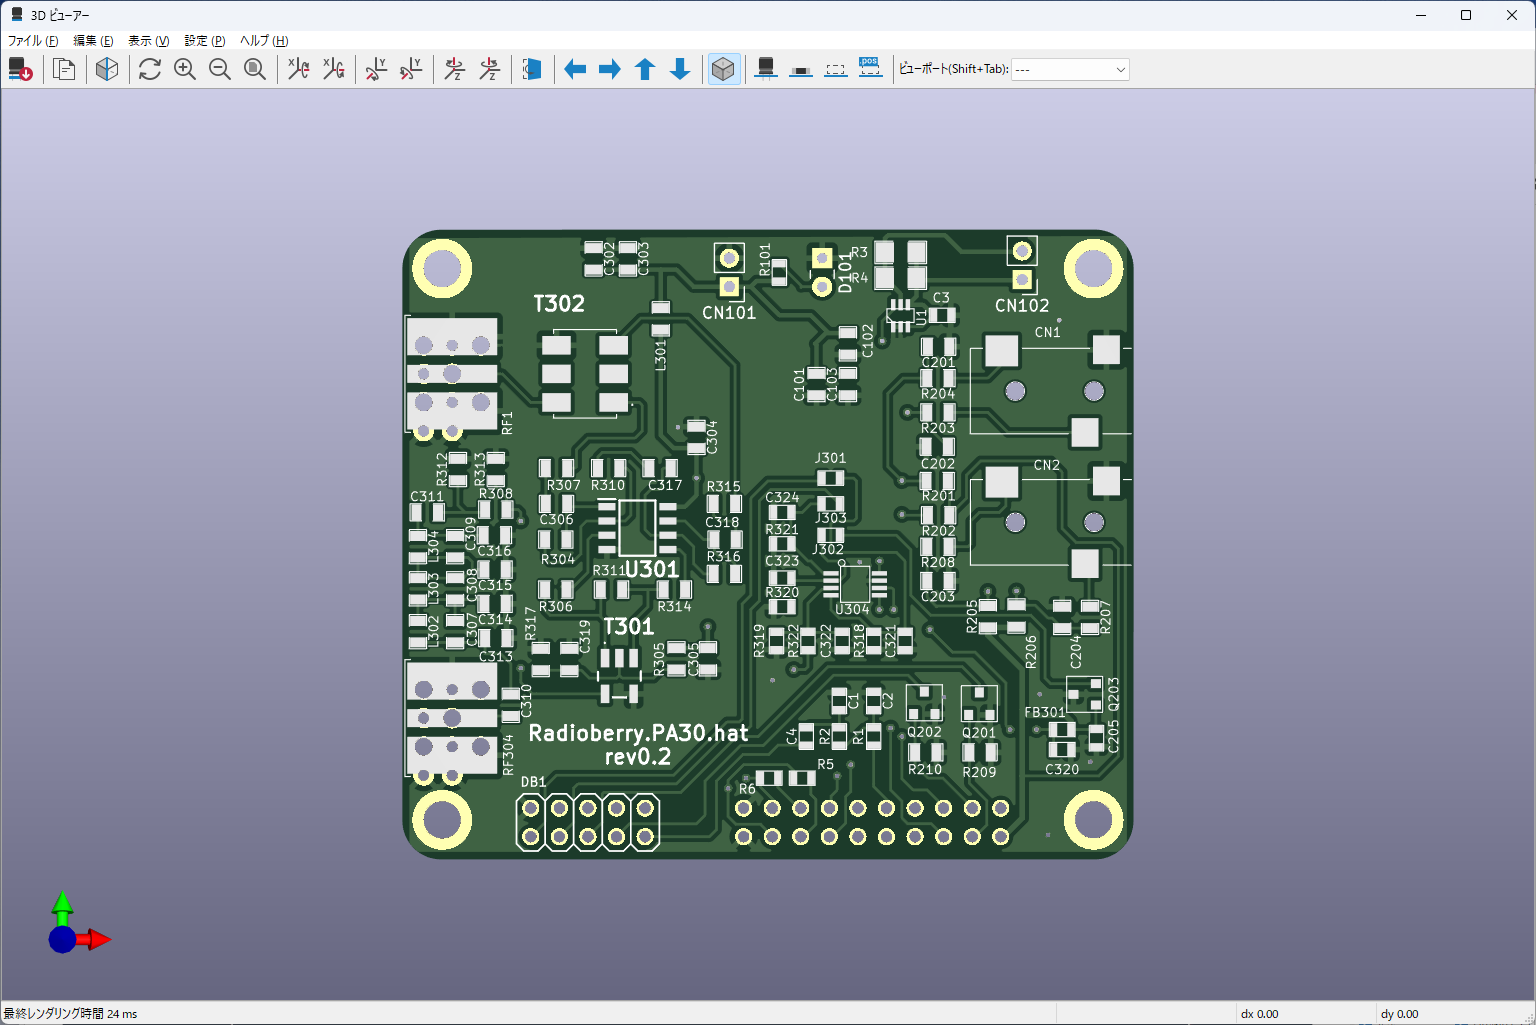 3D ビューアー
ファイル (F) 編集 (E) 表示 (V) 設定 (P) ヘルプ (H)
.pos
ビューポート(Shift+Tab): ---
C302
C303
R101
D101
R3
R4
CN101
CN102
T302
C3
U1
CN1
L301
C102
C101
C103
C201
R204
R203
C202
R201
R202
R208
C203
CN2
RF1
C304
R312
R313
R307
R310
C317
J301
R308
C311
C306
R315
C318
R316
C324
R321
C323
R320
J303
J302
L304
C309
C316
R304
U301
R311
C315
L303
C308
R306
R314
U304
C314
L302
C307
C313
R317
C319
T301
R305
C305
R319
R322
C322
R318
C321
R205
R206
C204
R207
C310
RF304
Radioberry.PA30.hat
rev0.2
C4
R2
R1
C1
C2
Q202
Q201
R210
R209
FB301
Q203
C205
C320
DB1
R6
R5
Y
Z
X
最終レンダリング時間 24 ms
dx 0.00
dy 0.00